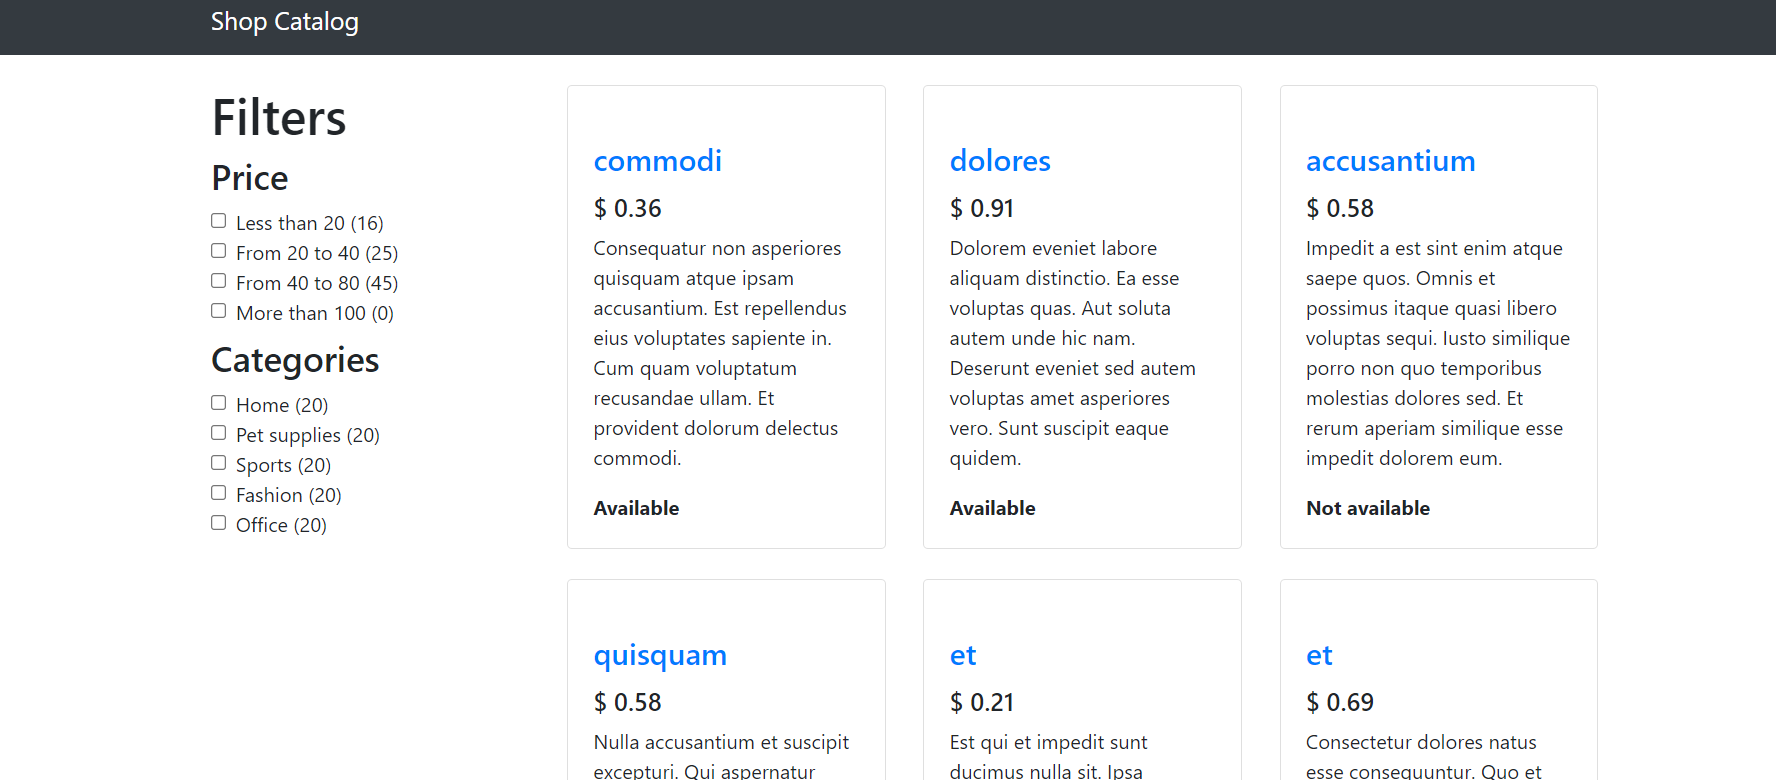 Shop Catalog
Filters
Price
Less than 20 (16)
From 20 to 40 (25)
From 40 to 80 (45)
More than 100 (0)
Categories
Home (20)
Pet supplies (20)
Sports (20)
Fashion (20)
Office (20)
commodi
$ 0.36
Consequatur non asperiores
quisquam atque ipsam
accusantium. Est repellendus
eius voluptates sapiente in.
Cum quam voluptatum
recusandae ullam. Et
provident dolorum delectus
commodi.
Available
dolores
$ 0.91
Dolorem eveniet labore
aliquam distinctio. Ea esse
voluptas quas. Aut soluta
autem unde hic nam.
Deserunt eveniet sed autem
voluptas amet asperiores
vero. Sunt suscipit eaque
quidem.
Available
accusantium
$ 0.58
Impedit a est sint enim atque
saepe quos. Omnis et
possimus itaque quasi libero
voluptas sequi. Iusto similique
porro non quo temporibus
molestias dolores sed. Et
rerum aperiam similique esse
impedit dolorem eum.
Not available
quisquam
$ 0.58
Nulla accusantium et suscipit
excepturi. Qui aspernatur
et
$ 0.21
Est qui et impedit sunt
ducimus nulla sit. Ipsa
et
$ 0.69
Consectetur dolores natus
esse consequuntur. Quo et